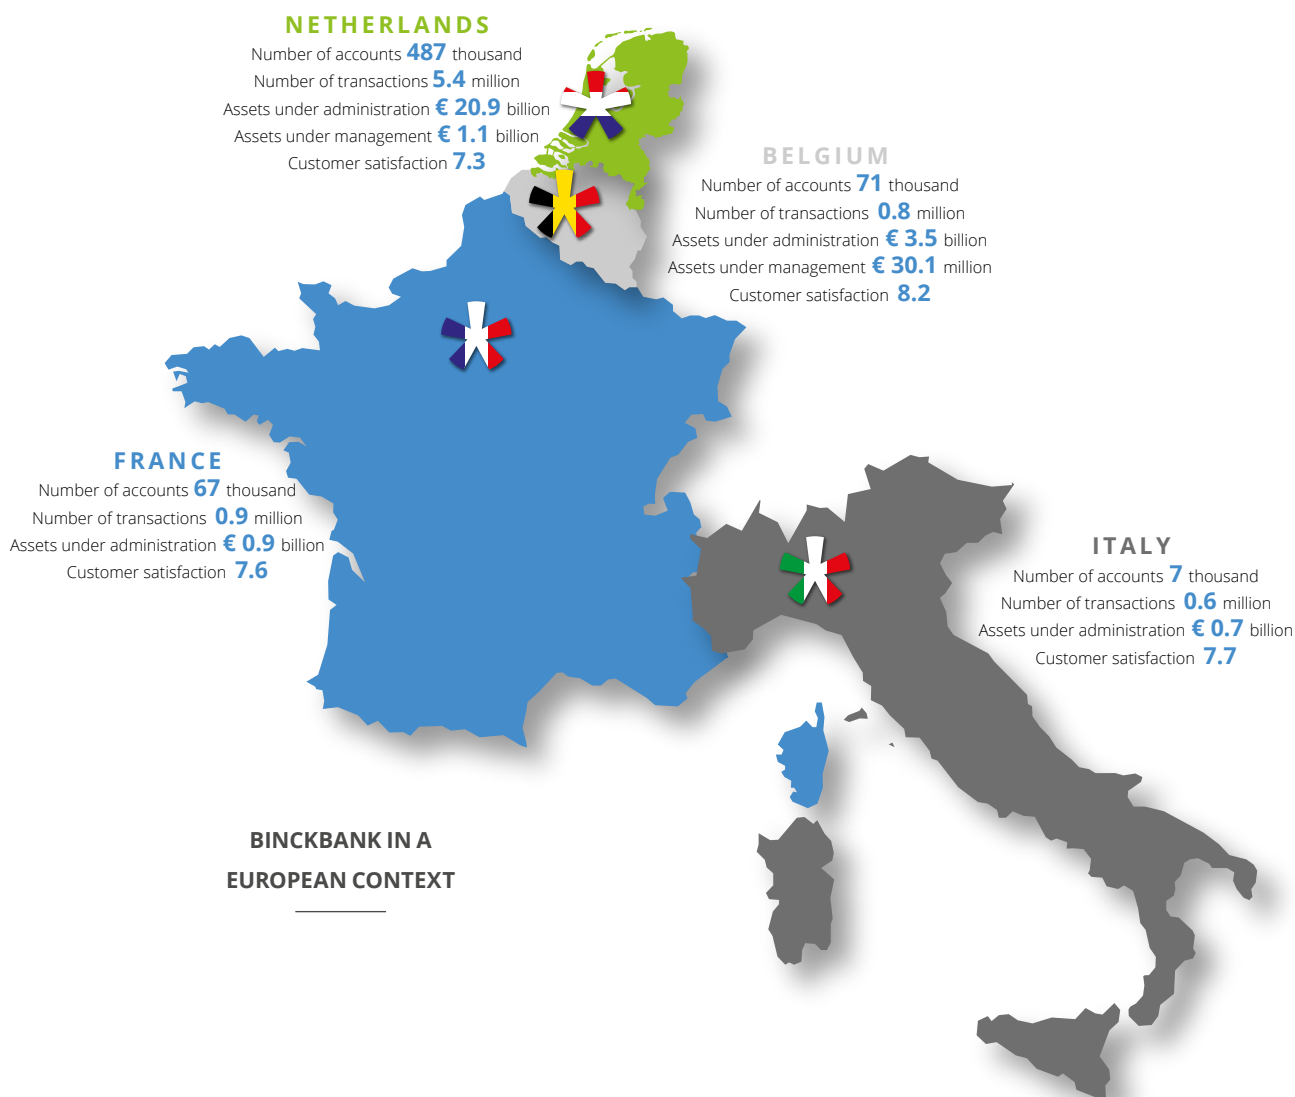 NETHERLANDS
Number of accounts 487 thousand
Number of transactions 5.4 million
Assets under administration € 20.9 billion
Assets under management € 1.1 billion
Customer satisfaction 7.3
BELGIUM
Number of accounts 71 thousand
Number of transactions 0.8 million
Assets under administration € 3.5 billion
Assets under management € 30.1 million
Customer satisfaction 8.2
FRANCE
Number of accounts 67 thousand
Number of transactions 0.9 million
Assets under administration € 0.9 billion
Customer satisfaction 7.6
ITALY
Number of accounts 7 thousand
Number of transactions 0.6 million
Assets under administration € 0.7 billion
Customer satisfaction 7.7
BINCKBANK IN A
EUROPEAN CONTEXT